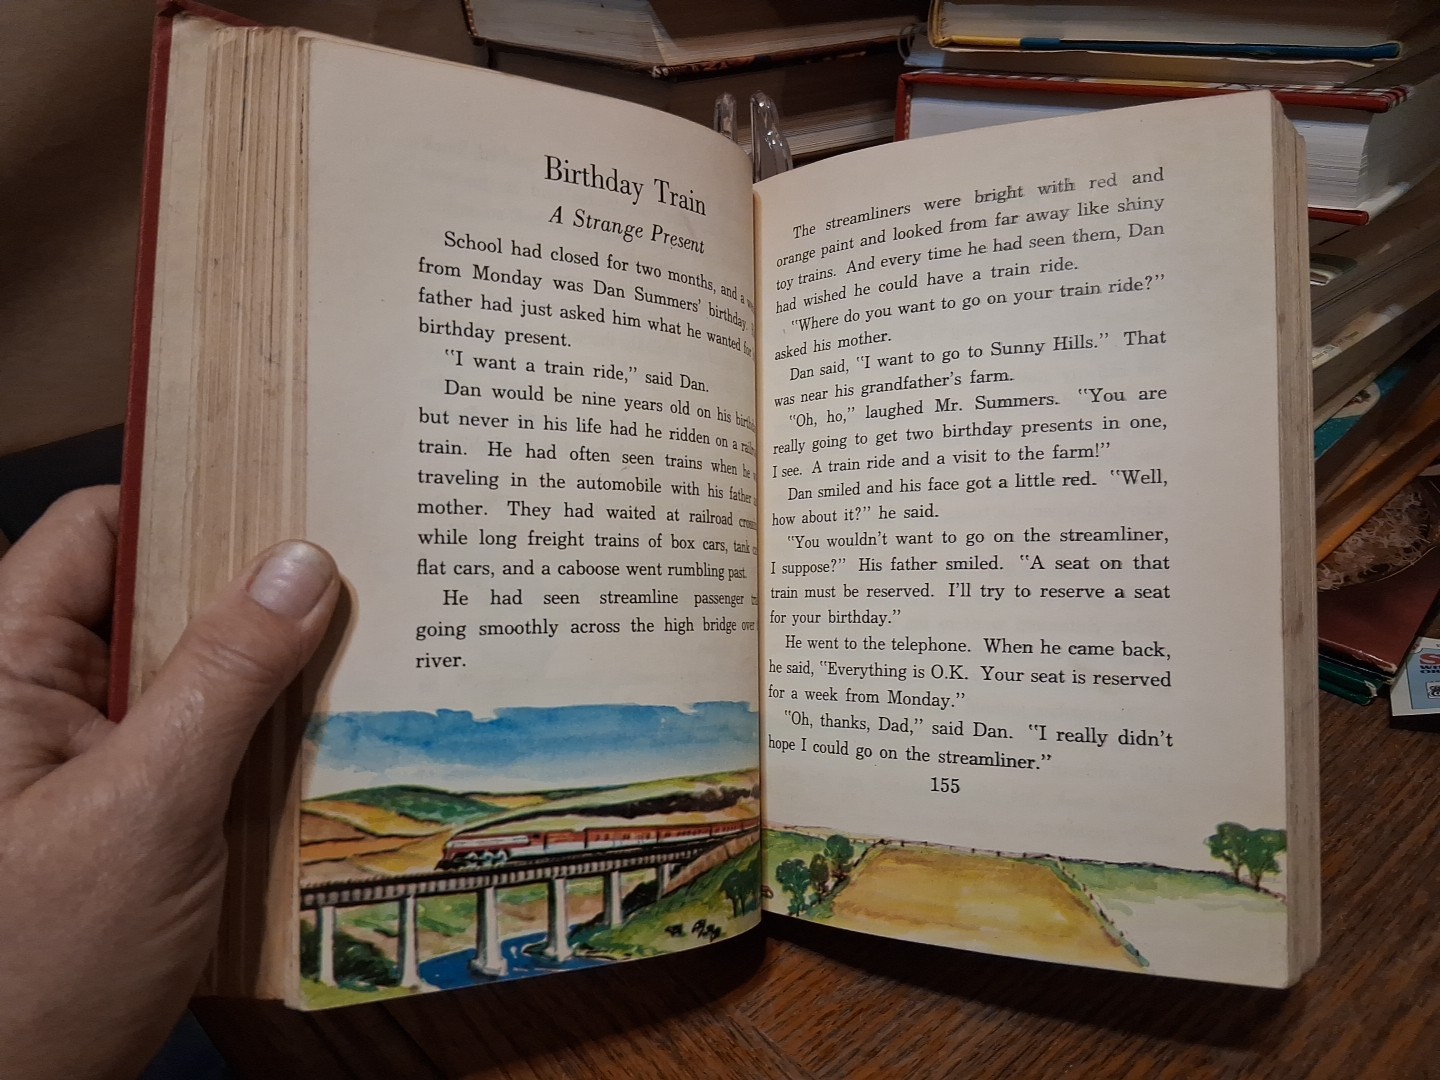 Birthday Train
A Strange Present
School had closed for two months, and a
from Monday was Dan Summers' birthday.
father had just asked him what he wanted for
birthday present.
"I want a train ride," said Dan.
Dan would be nine years old on his
but never in his life had he ridden on a
train. He had often seen trains when he
traveling in the automobile with his father
mother. They had waited at railroad
while long freight trains of box cars, tank
flat cars, and a caboose went rumbling past.
He had seen streamline passenger
going smoothly across the high bridge over
river.
The streamliners were bright with red and
orange paint and looked from far away like shiny
toy trains. And every time he had seen them, Dan
had wished he could have a train ride.
"Where do you want to go on your train ride?"
asked his mother.
Dan said, "I want to go to Sunny Hills." That
was near his grandfather's farm.
"Oh, ho," laughed Mr. Summers. "You are
really going to get two birthday presents in one,
I see. A train ride and a visit to the farm!"
Dan smiled and his face got a little red. "Well,
how about it?" he said.
"You wouldn't want to go on the streamliner,
I suppose?" His father smiled. "A seat on that
train must be reserved. I'll try to reserve a seat
for your birthday."
He went to the telephone. When he came back,
he said, "Everything is O.K. Your seat is reserved
for a week from Monday."
"Oh, thanks, Dad," said Dan. "I really didn't
hope I could go on the streamliner."
155